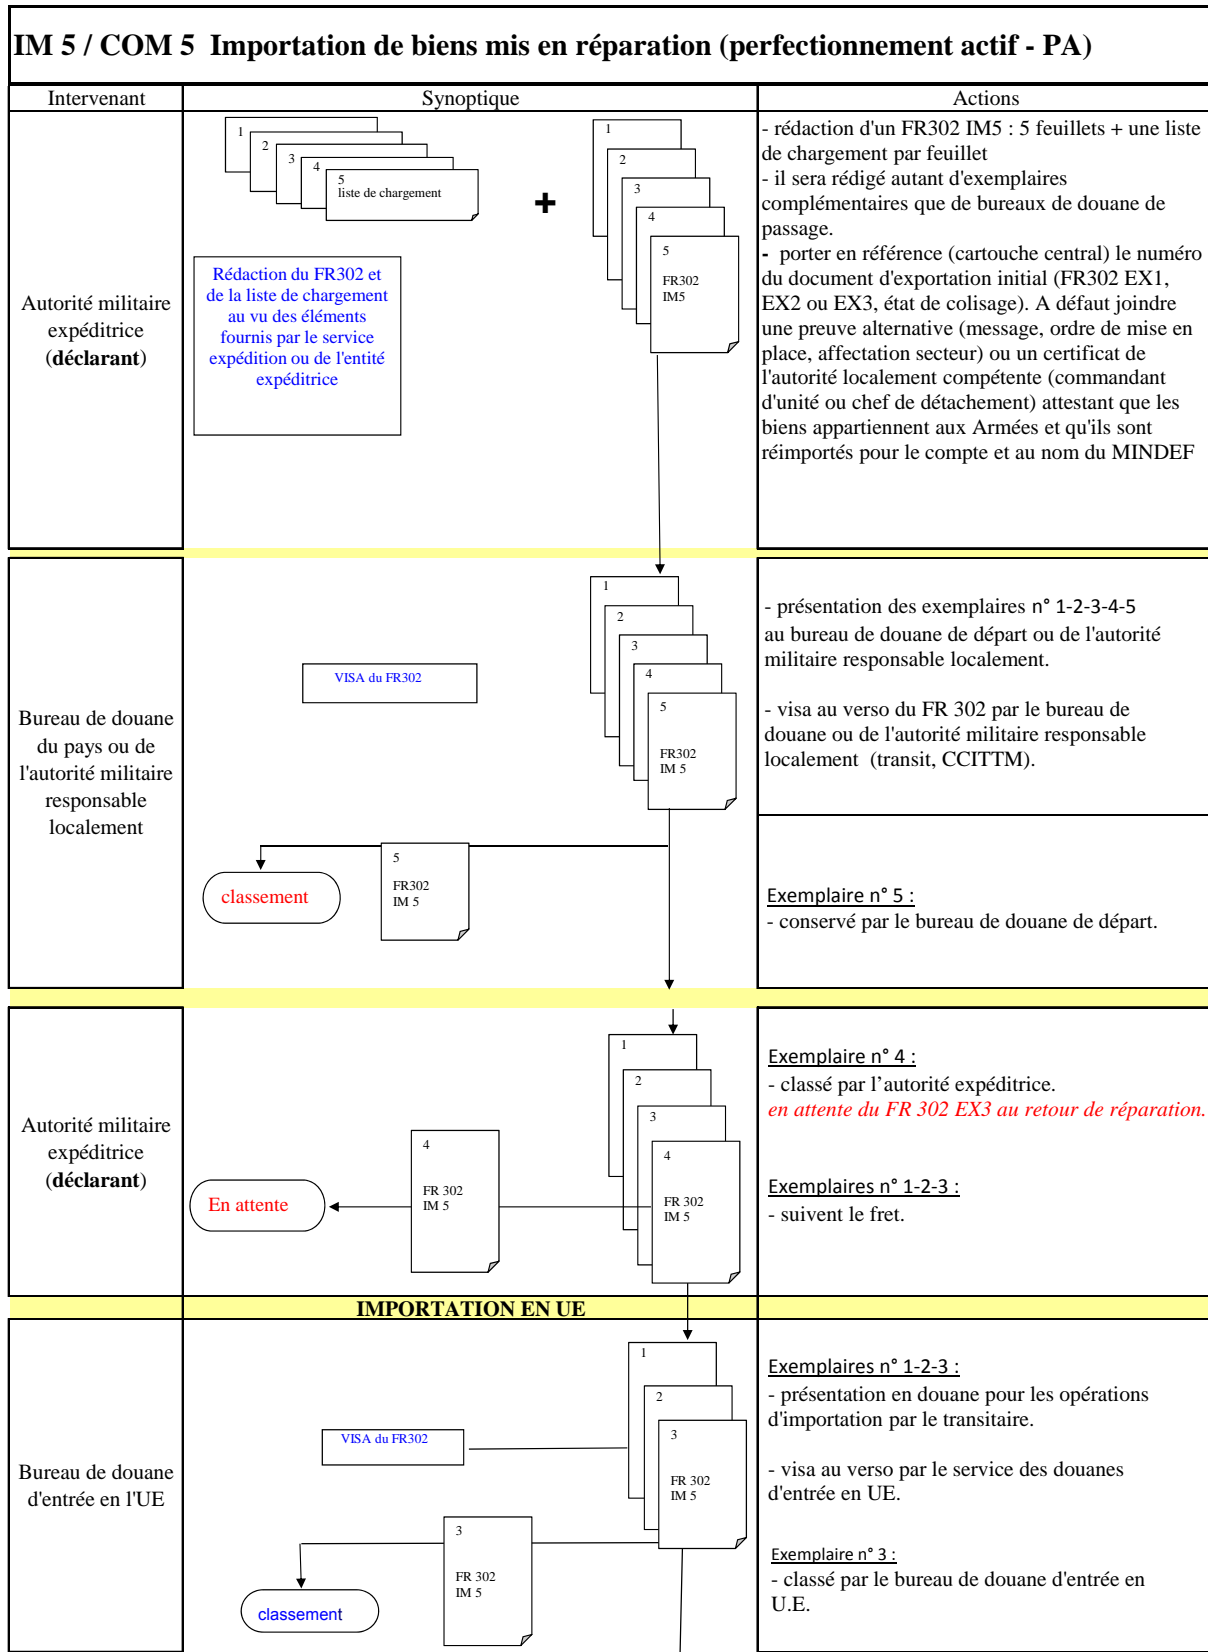 IM 5 / COM 5  Importation de biens mis en réparation (perfectionnement actif - PA)
Intervenant
Synoptique
Actions
Autorité militaire
expéditrice
(déclarant)
1
2
3
4
5
liste de chargement
+
1
2
3
4
5
FR302
IM5
Rédaction du FR302 et
de la liste de chargement
au vu des éléments
fournis par le service
expédition ou de l'entité
expéditrice
- rédaction d'un FR302 IM5 : 5 feuillets + une liste
de chargement par feuillet
- il sera rédigé autant d'exemplaires
complémentaires que de bureaux de douane de
passage.
- porter en référence (cartouche central) le numéro
du document d'exportation initial (FR302 EX1,
EX2 ou EX3, état de colisage). A défaut joindre
une preuve alternative (message, ordre de mise en
place, affectation secteur) ou un certificat de
l'autorité localement compétente (commandant
d'unité ou chef de détachement) attestant que les
biens appartiennent aux Armées et qu'ils sont
réimportés pour le compte et au nom du MINDEF
Bureau de douane
du pays ou de
l'autorité militaire
responsable
localement
VISA du FR302
1
2
3
4
5
FR302
IM 5
5
FR302
IM 5
classement
- présentation des exemplaires n° 1-2-3-4-5
au bureau de douane de départ ou de l'autorité
militaire responsable localement.
- visa au verso du FR 302 par le bureau de
douane ou de l'autorité militaire responsable
localement  (transit, CCITTM).
Exemplaire n° 5 :
- conservé par le bureau de douane de départ.
Autorité militaire
expéditrice
(déclarant)
1
2
3
4
FR 302
IM 5
4
FR 302
IM 5
En attente
Exemplaire n° 4 :
- classé par l’autorité expéditrice.
en attente du FR 302 EX3 au retour de réparation.
Exemplaires n° 1-2-3 :
- suivent le fret.
IMPORTATION EN UE
Bureau de douane
d'entrée en l'UE
VISA du FR302
1
2
3
FR 302
IM 5
3
FR 302
IM 5
classement
Exemplaires n° 1-2-3 :
- présentation en douane pour les opérations
d'importation par le transitaire.
- visa au verso par le service des douanes
d'entrée en UE.
Exemplaire n° 3 :
- classé par le bureau de douane d'entrée en
U.E.